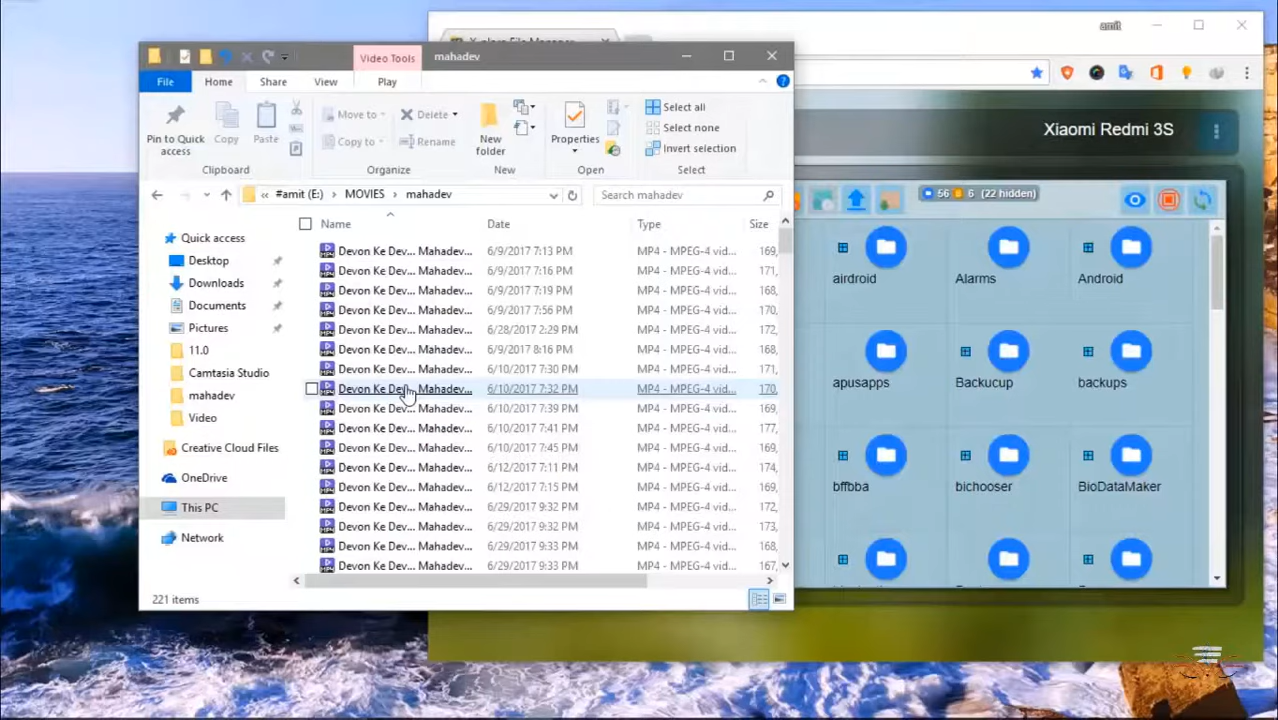 amit
Video Tools mahadev
File Home Share View Play
Pin to Quick access
Copy
Paste
Move to
Copy to
Delete
Rename
New folder
Properties
Select all
Select none
Invert selection
Clipboard Organize New Open Select
« #amit (E:) > MOVIES > mahadev
Search mahadev
Quick access
Desktop
Downloads
Documents
Pictures
11.0
Camtasia Studio
mahadev
Video
Creative Cloud Files
OneDrive
This PC
Network
Name Date Type Size
Devon Ke Dev... Mahadev... 6/9/2017 7:13 PM MP4 - MPEG-4 vid... 169,
Devon Ke Dev... Mahadev... 6/9/2017 7:16 PM MP4 - MPEG-4 vid... 171,
Devon Ke Dev... Mahadev... 6/9/2017 7:19 PM MP4 - MPEG-4 vid... 168,
Devon Ke Dev... Mahadev... 6/9/2017 7:56 PM MP4 - MPEG-4 vid... 170,
Devon Ke Dev... Mahadev... 6/28/2017 2:29 PM MP4 - MPEG-4 vid... 172,
Devon Ke Dev... Mahadev... 6/9/2017 8:16 PM MP4 - MPEG-4 vid... 168,
Devon Ke Dev... Mahadev... 6/10/2017 7:30 PM MP4 - MPEG-4 vid... 171,
Devon Ke Dev... Mahadev... 6/10/2017 7:32 PM MP4 - MPEG-4 vid... 170,
Devon Ke Dev... Mahadev... 6/10/2017 7:39 PM MP4 - MPEG-4 vid... 169,
Devon Ke Dev... Mahadev... 6/10/2017 7:41 PM MP4 - MPEG-4 vid... 177,
Devon Ke Dev... Mahadev... 6/10/2017 7:45 PM MP4 - MPEG-4 vid... 169,
Devon Ke Dev... Mahadev... 6/12/2017 7:11 PM MP4 - MPEG-4 vid... 174,
Devon Ke Dev... Mahadev... 6/12/2017 7:15 PM MP4 - MPEG-4 vid... 169,
Devon Ke Dev... Mahadev... 6/29/2017 9:32 PM MP4 - MPEG-4 vid... 172,
Devon Ke Dev... Mahadev... 6/29/2017 9:32 PM MP4 - MPEG-4 vid... 173,
Devon Ke Dev... Mahadev... 6/29/2017 9:33 PM MP4 - MPEG-4 vid... 168,
Devon Ke Dev... Mahadev... 6/29/2017 9:33 PM MP4 - MPEG-4 vid... 167,
221 items
Xiaomi Redmi 3S
56 6 (22 hidden)
airdroid Alarms Android
apusapps Backucup backups
bffbba bichooser BioDataMaker